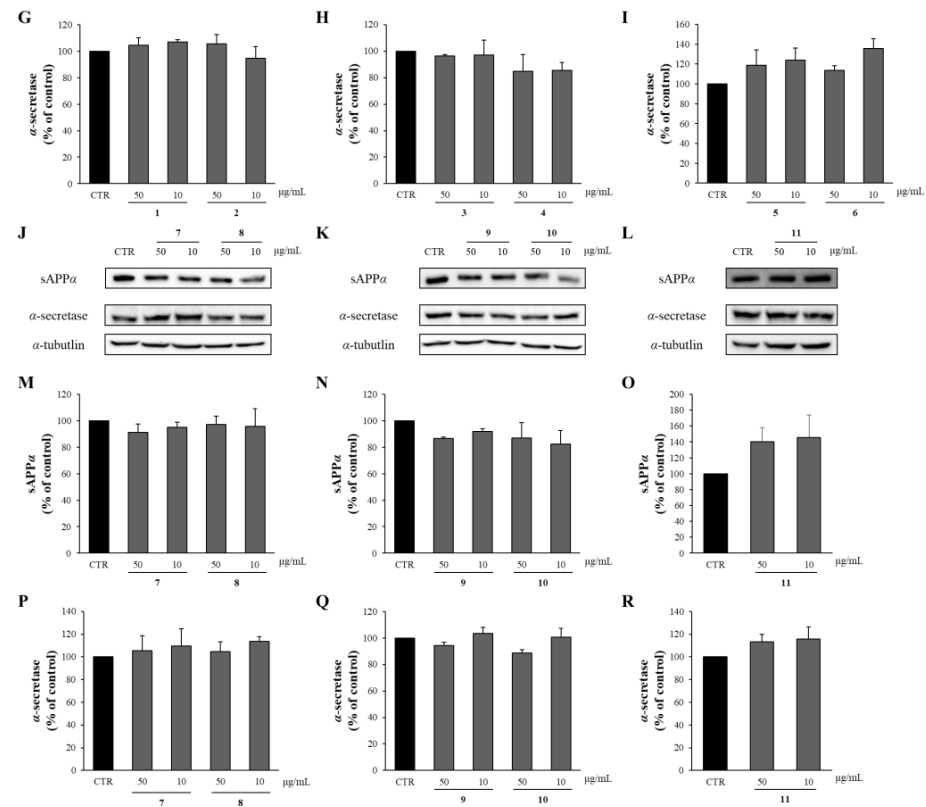 G
H
I
α-secretase
(% of control)
120
100
80
60
40
20
0
CTR 50 10 50 10 μg/mL
1 2
α-secretase
(% of control)
120
100
80
60
40
20
0
CTR 50 10 50 10 μg/mL
3 4
α-secretase
(% of control)
160
140
120
100
80
60
40
20
0
CTR 50 10 50 10 μg/mL
5 6
J
7 8
CTR 50 10 50 10 μg/mL
sAPPα
α-secretase
α-tubutlin
K
9 10
CTR 50 10 50 10 μg/mL
sAPPα
α-secretase
α-tubutlin
L
11
CTR 50 10 μg/mL
sAPPα
α-secretase
α-tubutlin
M
sAPPα
(% of control)
120
100
80
60
40
20
0
CTR 50 10 50 10 μg/mL
7 8
N
sAPPα
(% of control)
120
100
80
60
40
20
0
CTR 50 10 50 10 μg/mL
9 10
O
sAPPα
(% of control)
200
180
160
140
120
100
80
60
40
20
0
CTR 50 10 μg/mL
11
P
α-secretase
(% of control)
140
120
100
80
60
40
20
0
CTR 50 10 50 10 μg/mL
7 8
Q
α-secretase
(% of control)
120
100
80
60
40
20
0
CTR 50 10 50 10 μg/mL
9 10
R
α-secretase
(% of control)
140
120
100
80
60
40
20
0
CTR 50 10 μg/mL
11